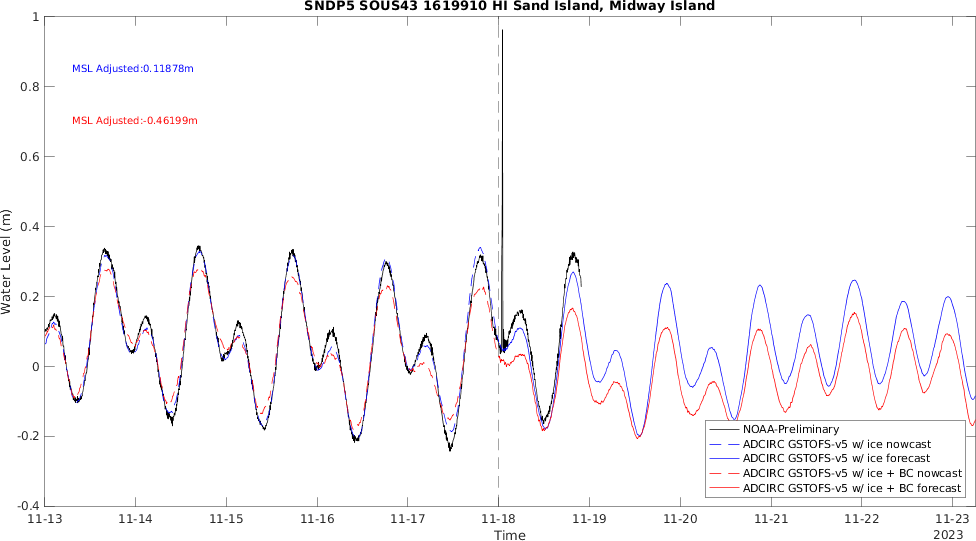 SNDP5 SOUS43 1619910 HI Sand Island, Midway Island
1
0.8
0.6
0.4
0.2
0
-0.2
-0.4
Water Level (m)
MSL Adjusted:0.11878m
MSL Adjusted:-0.46199m
NOAA-Preliminary
ADCIRC GSTOFS-v5 w/ ice nowcast
ADCIRC GSTOFS-v5 w/ ice forecast
ADCIRC GSTOFS-v5 w/ ice + BC nowcast
ADCIRC GSTOFS-v5 w/ ice + BC forecast
11-13 11-14 11-15 11-16 11-17 11-18 11-19 11-20 11-21 11-22 11-23
Time
2023